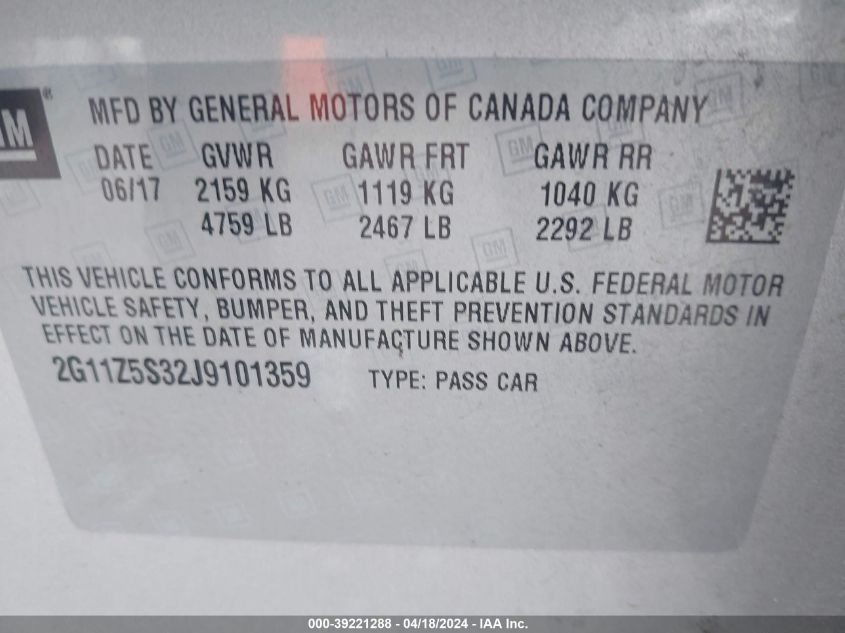 GM®
MFD BY GENERAL MOTORS OF CANADA COMPANY
DATE GVWR GAWR FRT GAWR RR
06/17 2159 KG 1119 KG 1040 KG
4759 LB 2467 LB 2292 LB
THIS VEHICLE CONFORMS TO ALL APPLICABLE U.S. FEDERAL MOTOR
VEHICLE SAFETY, BUMPER, AND THEFT PREVENTION STANDARDS IN
EFFECT ON THE DATE OF MANUFACTURE SHOWN ABOVE.
2G11Z5S32J9101359 TYPE: PASS CAR
000-39221288 - 04/18/2024 - IAA Inc.